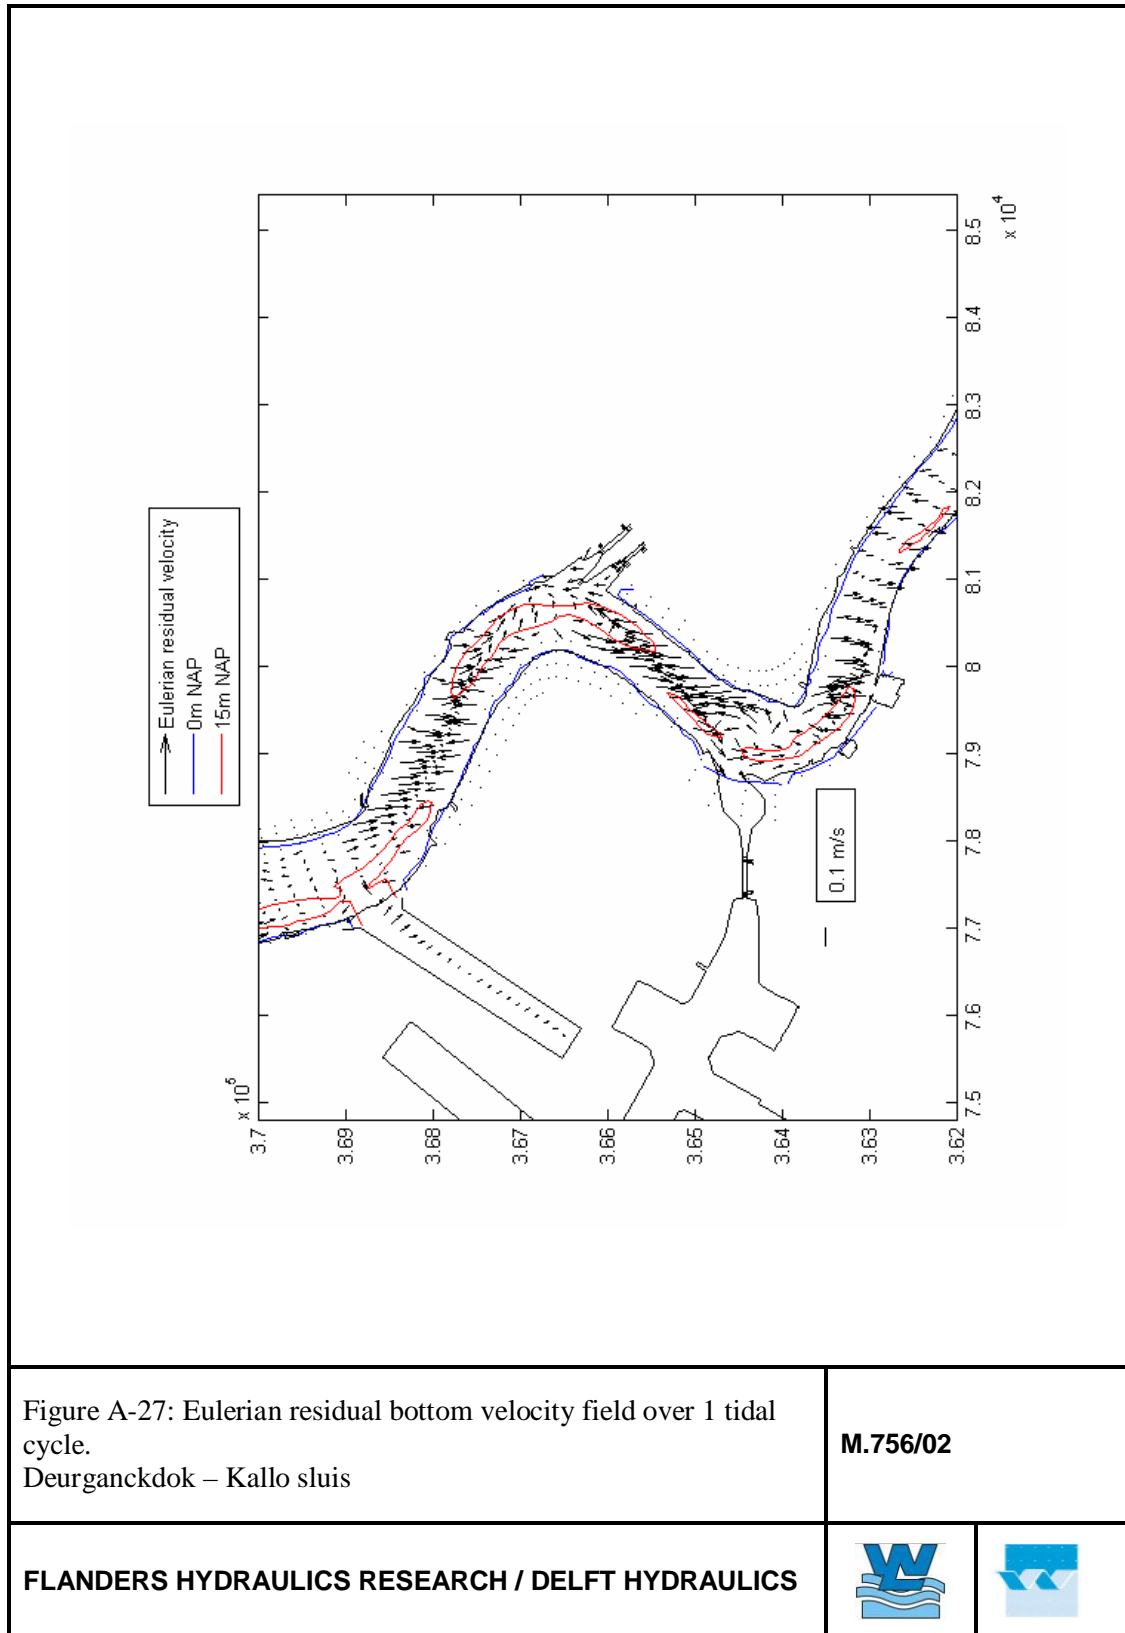 Eulerian residual velocity
0m NAP
15m NAP
x 10^5
3.7
3.69
3.68
3.67
3.66
3.65
3.64
3.63
3.62
7.5
7.6
7.7
7.8
7.9
8
8.1
8.2
8.3
8.4
8.5
x 10^4
0.1 m/s
Figure A-27: Eulerian residual bottom velocity field over 1 tidal
cycle.
Deurganckdok – Kallo sluis
M.756/02
FLANDERS HYDRAULICS RESEARCH / DELFT HYDRAULICS